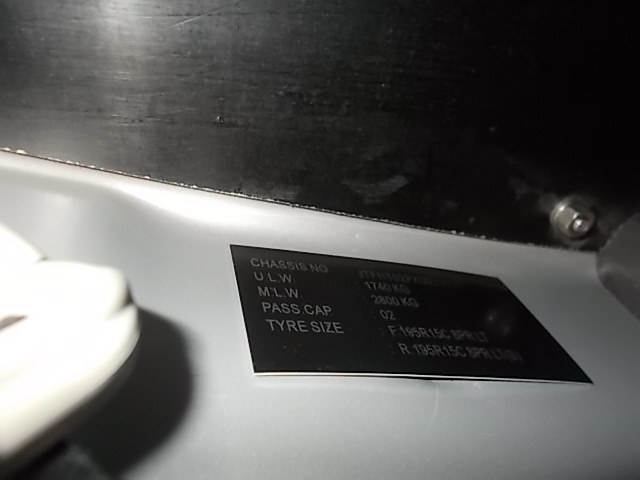 CHASSIS NO
U.L.W. : 1740 KG
M'L.W. : 2800 KG
PASS.CAP : 02
TYRE SIZE : F 195R15C 8PR LT
: R 195R15C 8PR LT